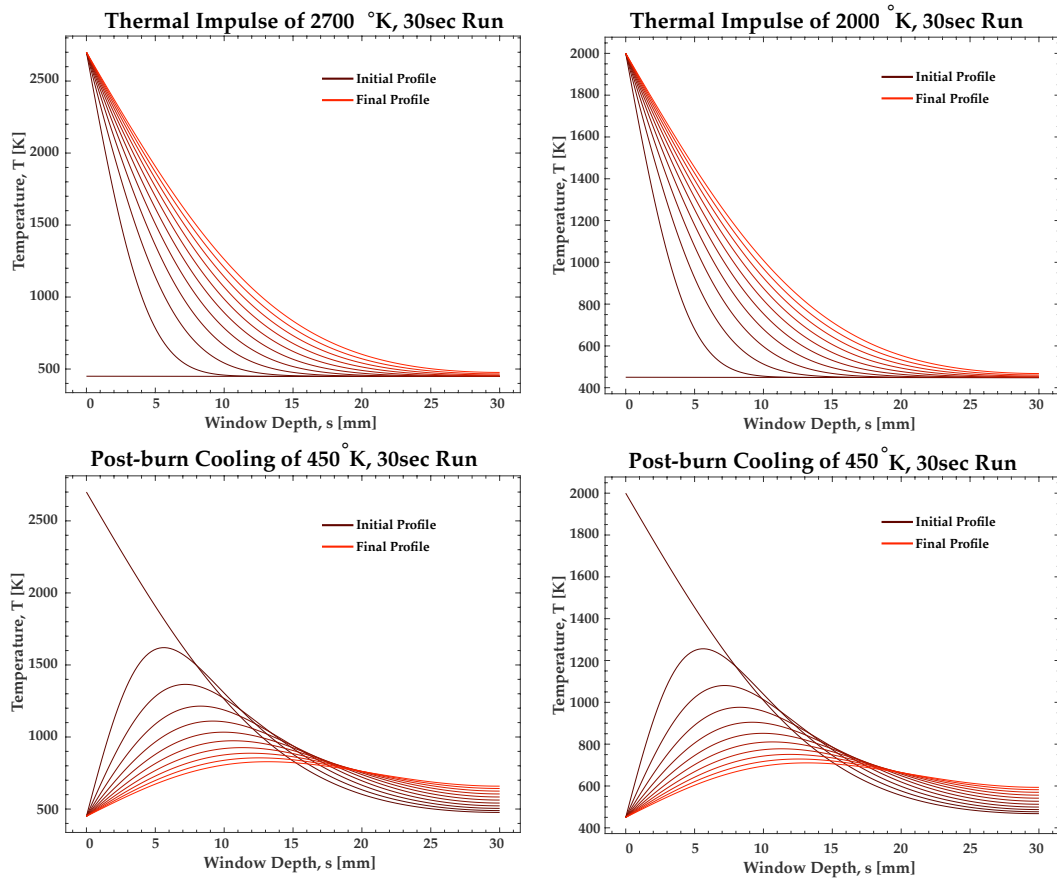 Thermal Impulse of 2700 °K, 30sec Run
Temperature, T [K]
2500
2000
1500
1000
500
Initial Profile
Final Profile
0 5 10 15 20 25 30
Window Depth, s [mm]
Thermal Impulse of 2000 °K, 30sec Run
Temperature, T [K]
2000
1800
1600
1400
1200
1000
800
600
400
Initial Profile
Final Profile
0 5 10 15 20 25 30
Window Depth, s [mm]
Post-burn Cooling of 450°K, 30sec Run
Temperature, T [K]
2500
2000
1500
1000
500
Initial Profile
Final Profile
0 5 10 15 20 25 30
Window Depth, s [mm]
Post-burn Cooling of 450 °K, 30sec Run
Temperature, T [K]
2000
1800
1600
1400
1200
1000
800
600
400
Initial Profile
Final Profile
0 5 10 15 20 25 30
Window Depth, s [mm]